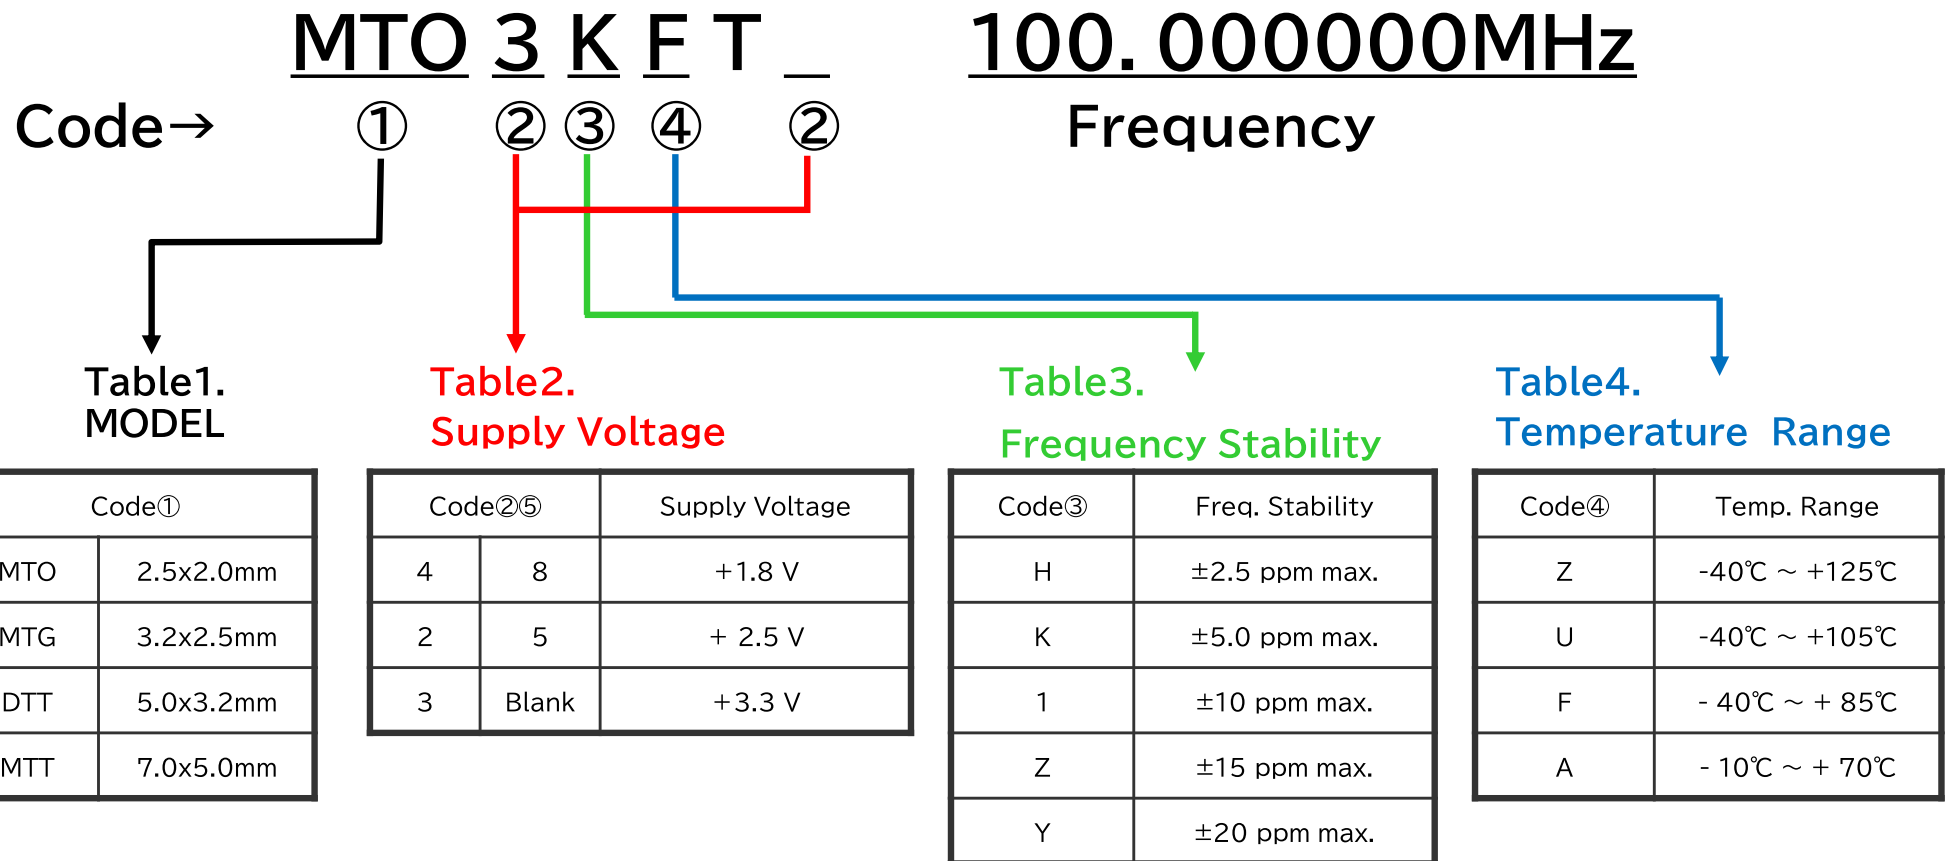 MTO 3 K F T _ 100.000000MHz
Code→ ① ② ③ ④ ② Frequency
Table1.
MODEL
Table2.
Supply Voltage
Table3.
Frequency Stability
Table4.
Temperature Range
Code①
MTO 2.5x2.0mm
MTG 3.2x2.5mm
DTT 5.0x3.2mm
MTT 7.0x5.0mm
Code②⑤ Supply Voltage
4 8 +1.8 V
2 5 + 2.5 V
3 Blank +3.3 V
Code③ Freq. Stability
H ±2.5 ppm max.
K ±5.0 ppm max.
1 ±10 ppm max.
Z ±15 ppm max.
Y ±20 ppm max.
Code④ Temp. Range
Z -40℃ ～ +125℃
U -40℃ ～ +105℃
F - 40℃ ～ + 85℃
A - 10℃ ～ + 70℃